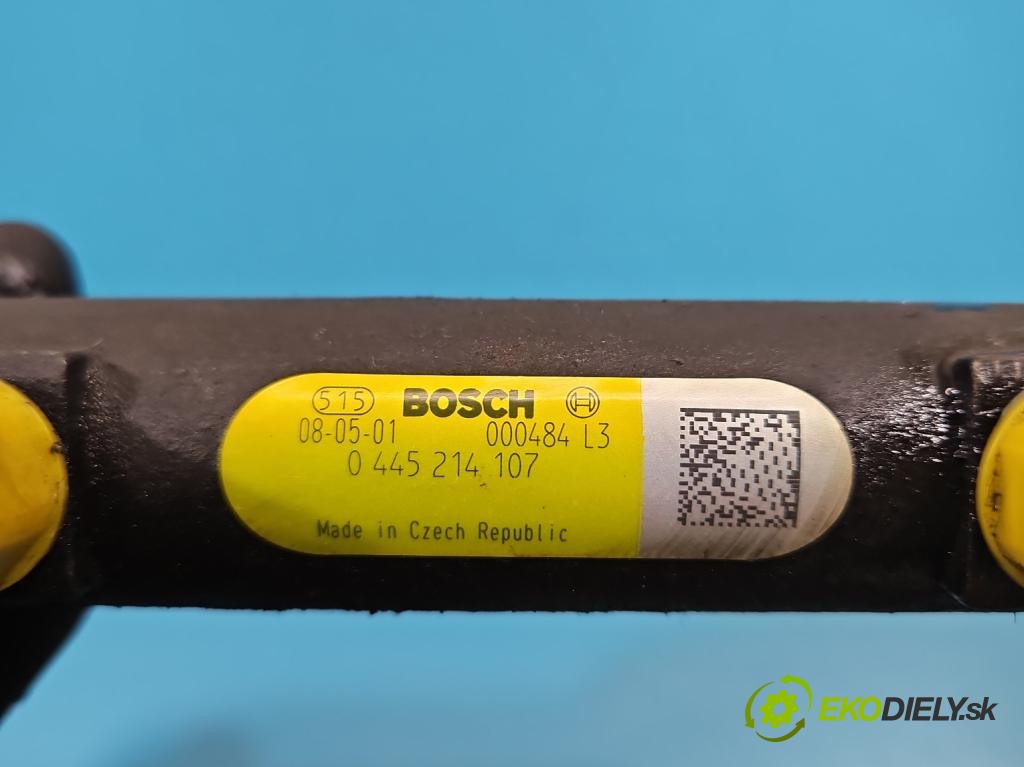 515 BOSCH
08-05-01 000484 L3
0 445 214 107
Made in Czech Republic
EKODIELY.sk